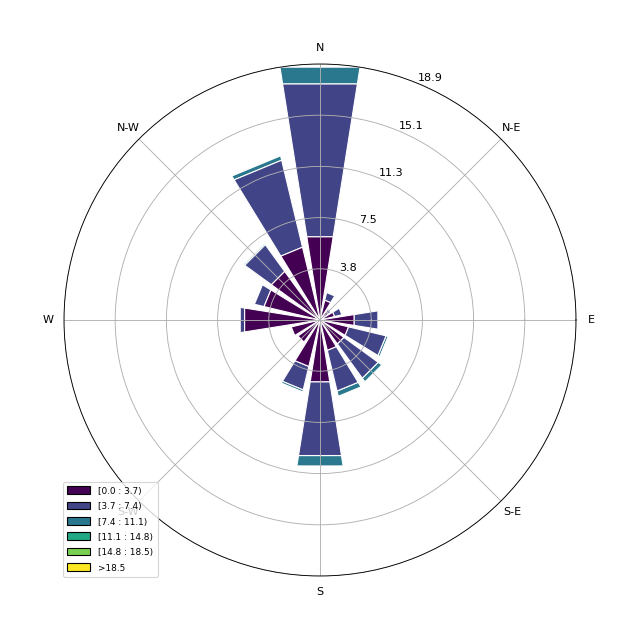 N
18.9
N-W
15.1
N-E
11.3
7.5
3.8
W
E
[0.0 : 3.7)
[3.7 : 7.4)
[7.4 : 11.1)
[11.1 : 14.8)
[14.8 : 18.5)
>18.5
S-W
S-E
S